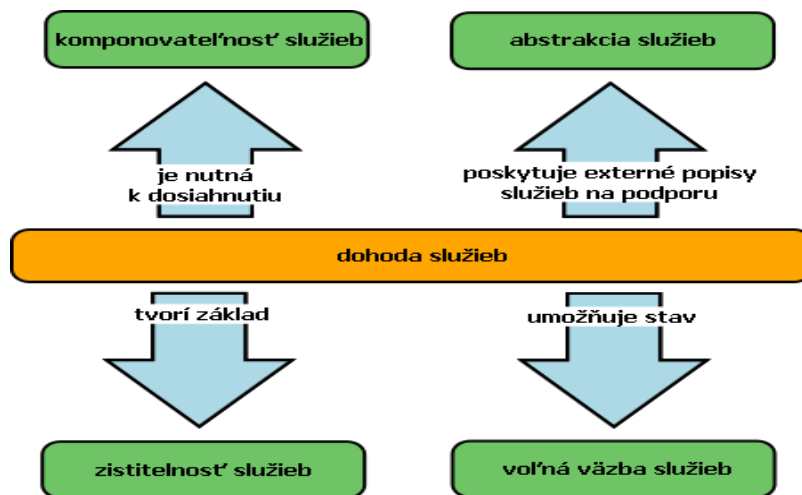 komponovateľnosť služieb
abstrakcia služieb
je nutná
k dosiahnutiu
poskytuje externé popisy
služieb na podporu
dohoda služieb
tvorí základ
umožňuje stav
zistitelnosť služieb
voľná väzba služieb